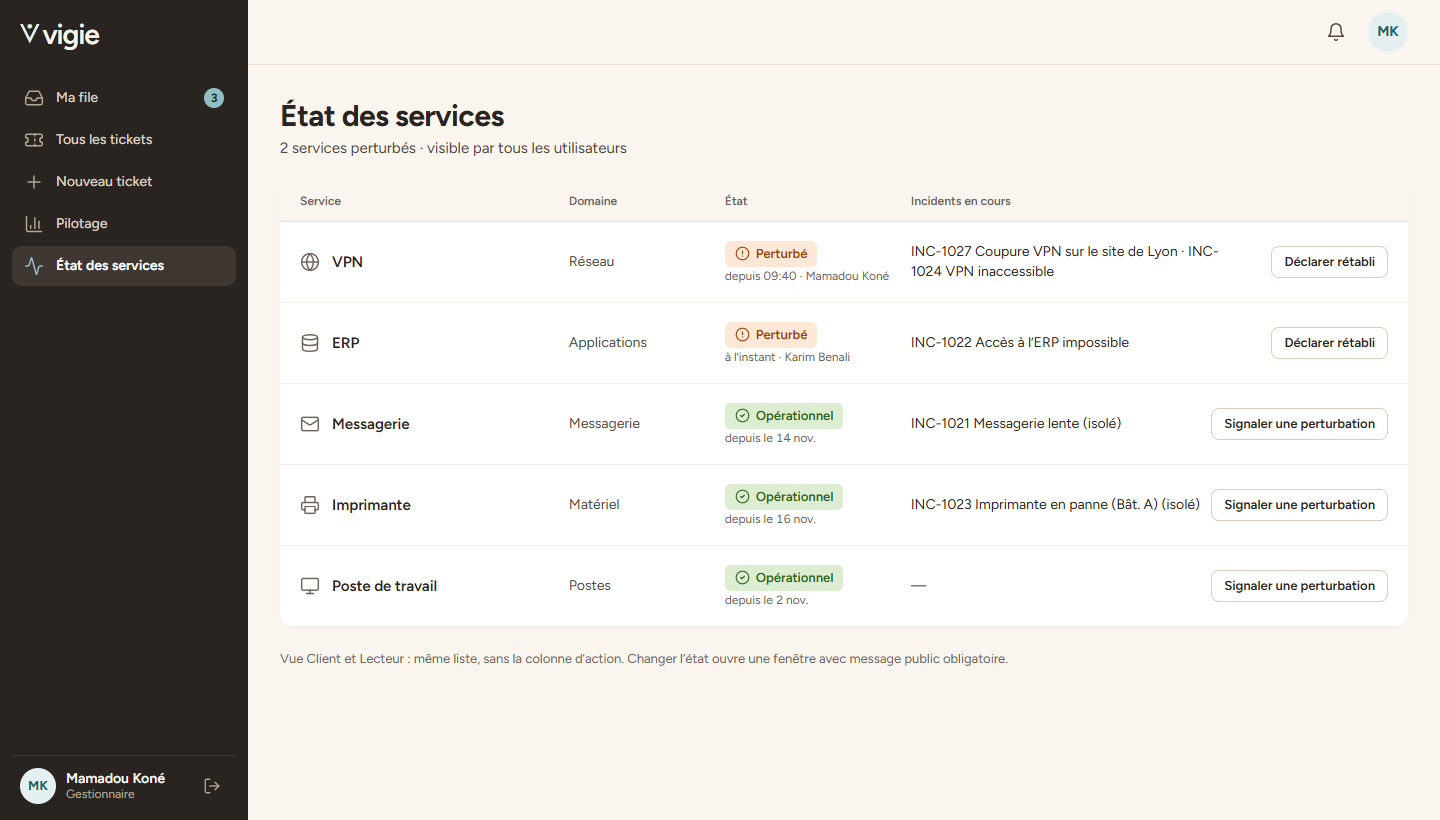 vigie
MK
Ma file 3
Tous les tickets
Nouveau ticket
Pilotage
État des services
État des services
2 services perturbés · visible par tous les utilisateurs
Service Domaine État Incidents en cours
VPN Réseau Perturbé
depuis 09:40 · Mamadou Koné
INC-1027 Coupure VPN sur le site de Lyon · INC-
1024 VPN inaccessible
Déclarer rétabli
ERP Applications Perturbé
à l'instant · Karim Benali
INC-1022 Accès à l'ERP impossible
Déclarer rétabli
Messagerie Messagerie Opérationnel
depuis le 14 nov.
INC-1021 Messagerie lente (isolé)
Signaler une perturbation
Imprimante Matériel Opérationnel
depuis le 16 nov.
INC-1023 Imprimante en panne (Bât. A) (isolé)
Signaler une perturbation
Poste de travail Postes Opérationnel
depuis le 2 nov.
—
Signaler une perturbation
Vue Client et Lecteur : même liste, sans la colonne d'action. Changer l'état ouvre une fenêtre avec message public obligatoire.
MK
Mamadou Koné
Gestionnaire